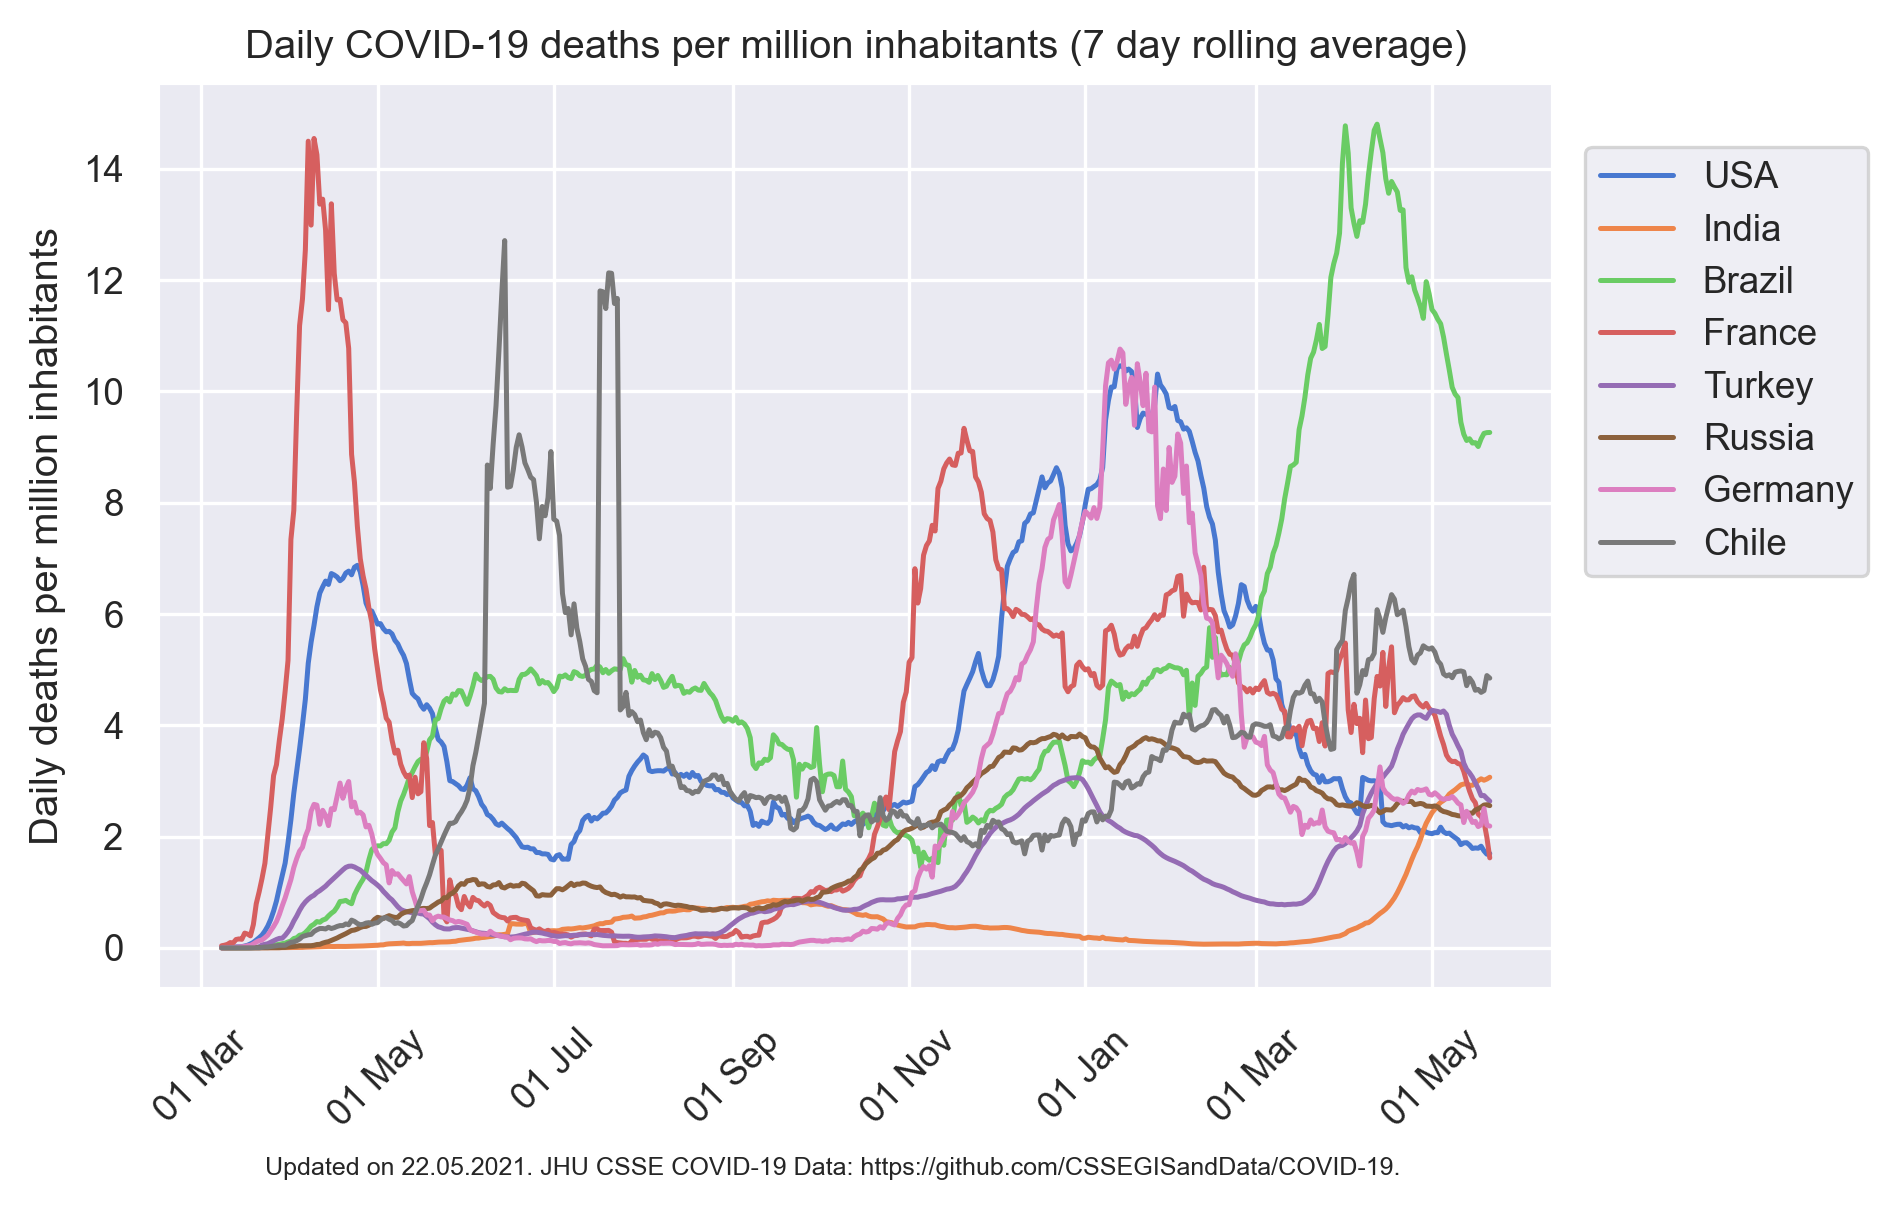 Daily COVID-19 deaths per million inhabitants (7 day rolling average)
Daily deaths per million inhabitants
14
12
10
8
6
4
2
0
01 Mar
01 May
01 Jul
01 Sep
01 Nov
01 Jan
01 Mar
01 May
USA
India
Brazil
France
Turkey
Russia
Germany
Chile
Updated on 22.05.2021. JHU CSSE COVID-19 Data: https://github.com/CSSEGISandData/COVID-19.